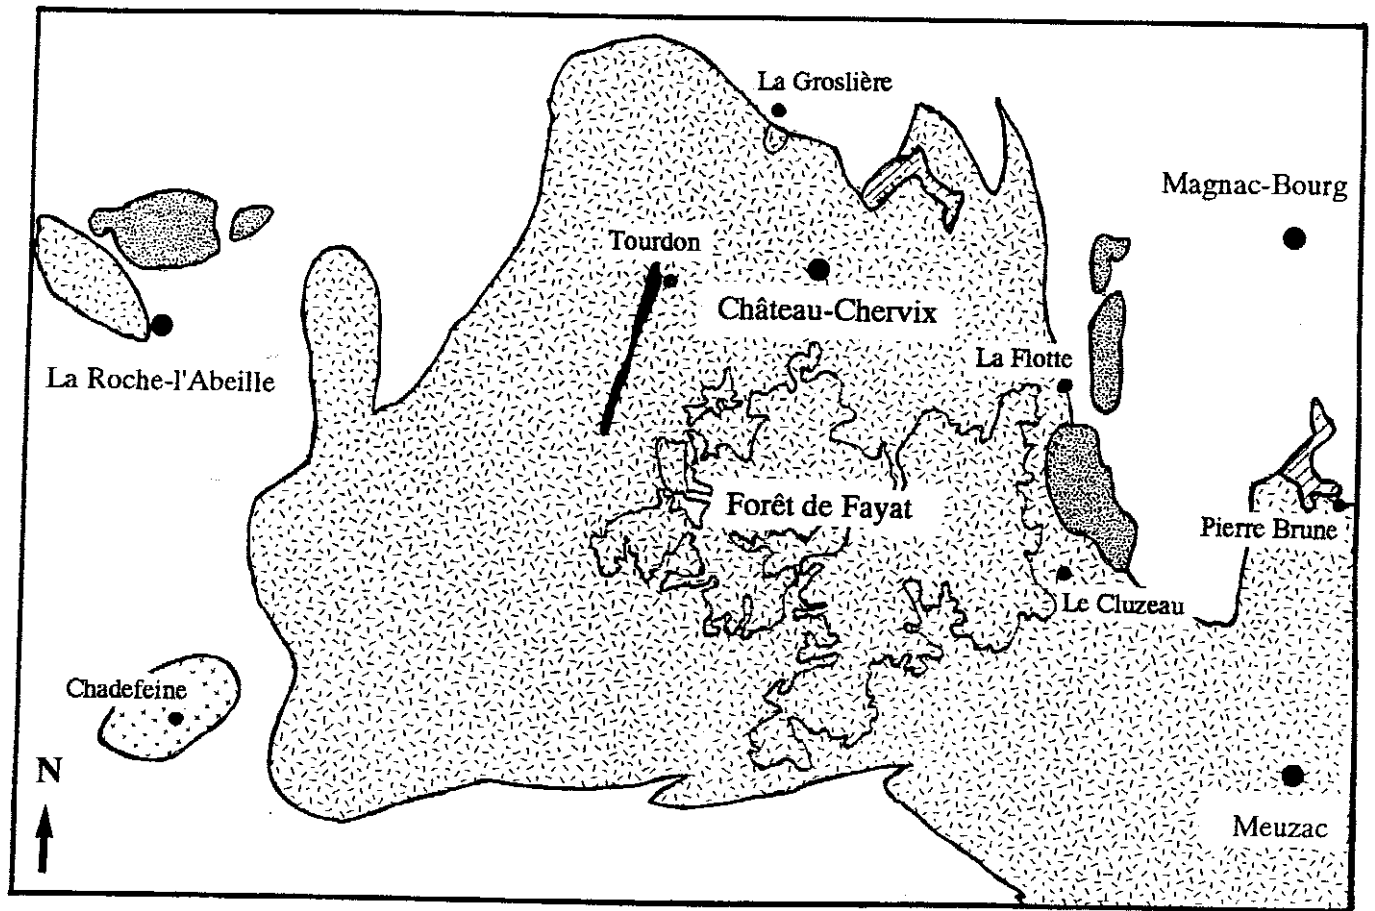 La Groslière
Magnac-Bourg
Tourdon
Château-Chervix
La Flotte
La Roche-l'Abeille
Forêt de Fayat
Pierre Brune
Le Cluzeau
Chadefeine
N
Meuzac